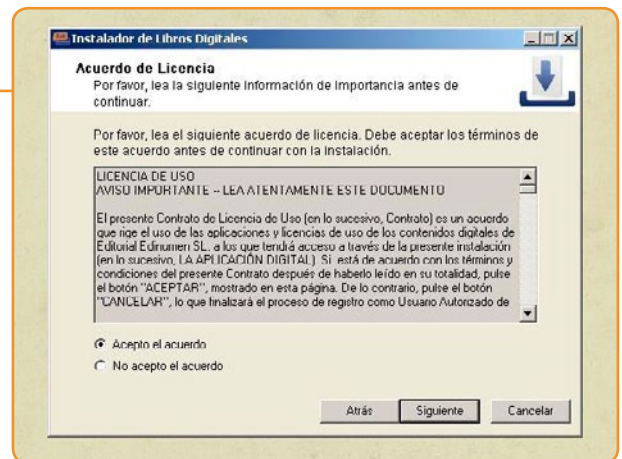 Instalador de Libros Digitales
Acuerdo de Licencia
Por favor, lea la siguiente información de importancia antes de
continuar.
Por favor, lea el siguiente acuerdo de licencia. Debe aceptar los términos de
este acuerdo antes de continuar con la instalación.
LICENCIA DE USO
AVISO IMPORTANTE -- LEA ATENTAMENTE ESTE DOCUMENTO
El presente Contrato de Licencia de Uso (en lo sucesivo, Contrato) es un acuerdo
que rige el uso de las aplicaciones y licencias de uso de los contenidos digitales de
Editorial Edinumen SL, a los que tendrá acceso a través de la presente instalación
(en lo sucesivo, LA APLICACIÓN DIGITAL). Si está de acuerdo con los términos y
condiciones del presente Contrato después de haberlo leído en su totalidad, pulse
el botón "ACEPTAR", mostrado en esta página. De lo contrario, pulse el botón
"CANCELAR", lo que finalizará el proceso de registro como Usuario Autorizado de
Acepto el acuerdo
No acepto el acuerdo
Atrás Siguiente Cancelar